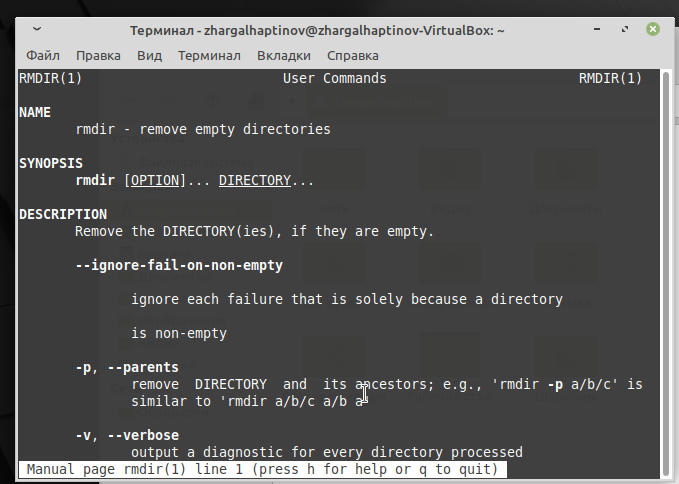 Терминал - zhargalhaptinov@zhargalhaptinov-VirtualBox: ~
Файл Правка Вид Терминал Вкладки Справка
RMDIR(1) User Commands RMDIR(1)
NAME
rmdir - remove empty directories
SYNOPSIS
rmdir [OPTION]... DIRECTORY...
DESCRIPTION
Remove the DIRECTORY(ies), if they are empty.
--ignore-fail-on-non-empty
ignore each failure that is solely because a directory
is non-empty
-p, --parents
remove DIRECTORY and its ancestors; e.g., 'rmdir -p a/b/c' is
similar to 'rmdir a/b/c a/b a'
-v, --verbose
output a diagnostic for every directory processed
Manual page rmdir(1) line 1 (press h for help or q to quit)